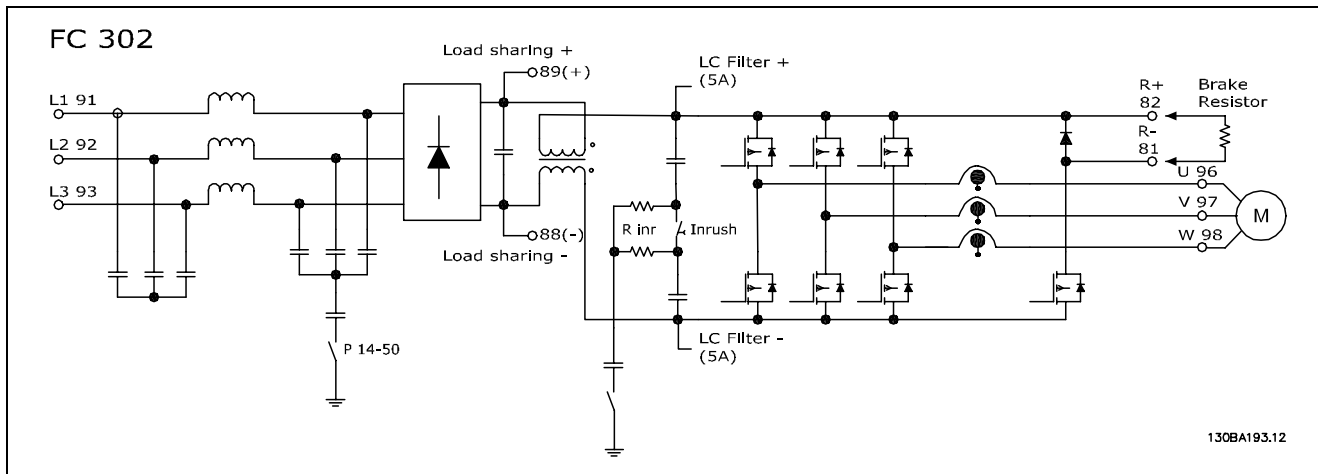 FC 302
Load sharing +
89(+)
LC Filter +
(5A)
R+
82
Brake
Resistor
L1 91
R-
81
L2 92
U 96
L3 93
V 97
M
R inr
Inrush
88(-)
W 98
Load sharing -
P 14-50
LC Filter -
(5A)
130BA193.12